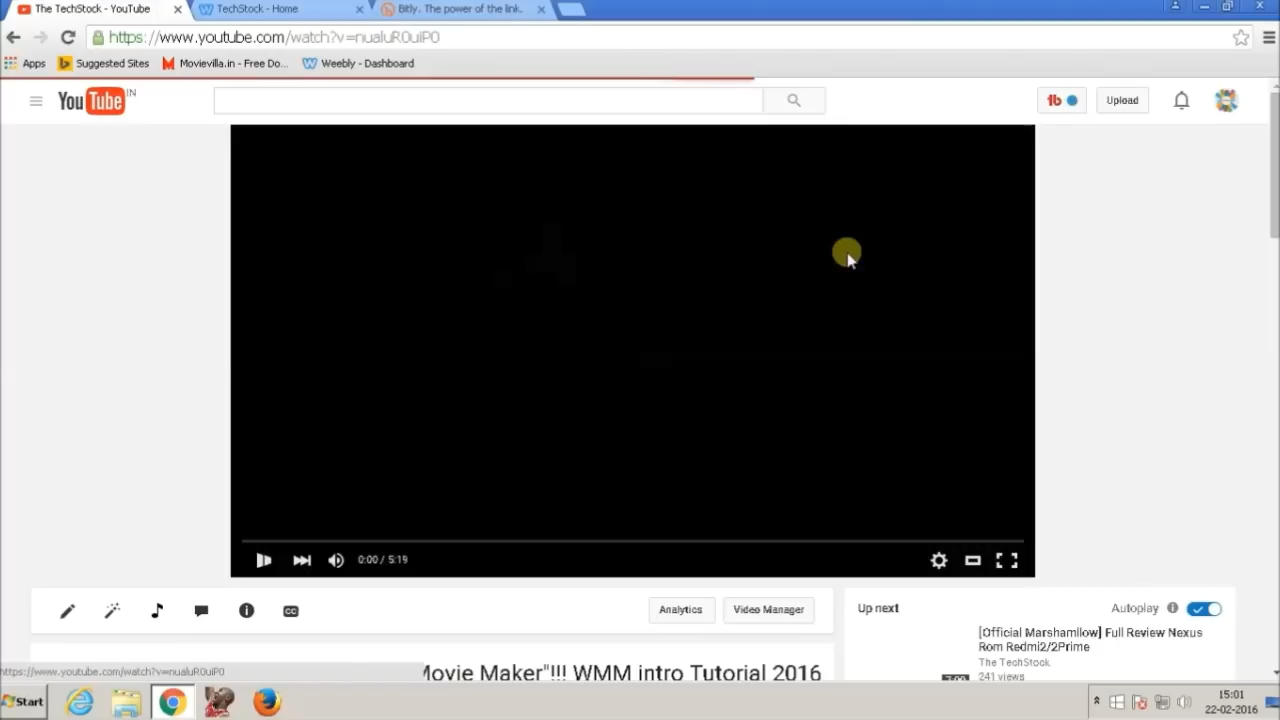 The TechStock - YouTube
TechStock - Home
Bitly. The power of the link.
https://www.youtube.com/watch?v=nualuR0uiP0
Apps
Suggested Sites
Movievilla.in - Free Do...
Weebly - Dashboard
YouTube IN
Upload
0:00 / 5:19
Analytics
Video Manager
Up next
Autoplay
[Official Marshamllow] Full Review Nexus
Rom Redmi2/2Prime
The TechStock
241 views
https://www.youtube.com/watch?v=nualuR0uiP0
Movie Maker"!!! WMM intro Tutorial 2016
Start
15:01
22-02-2016